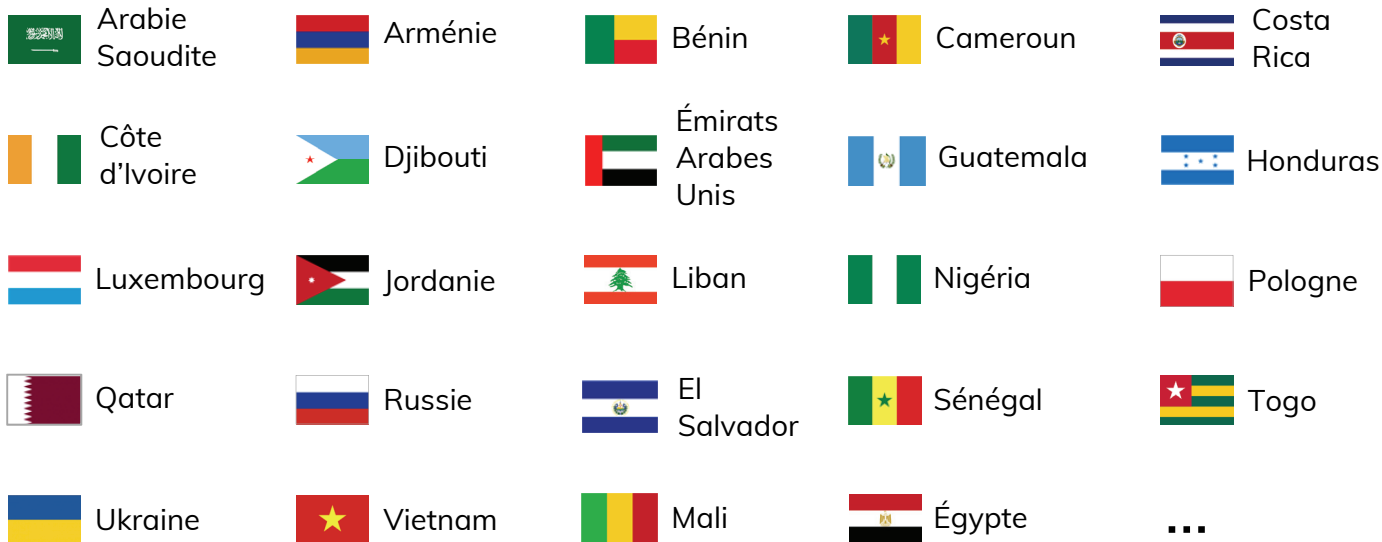 Arabie
Saoudite
Arménie
Bénin
Cameroun
Costa
Rica
Côte
d’Ivoire
Djibouti
Émirats
Arabes
Unis
Guatemala
Honduras
Luxembourg
Jordanie
Liban
Nigéria
Pologne
Qatar
Russie
El
Salvador
Sénégal
Togo
Ukraine
Vietnam
Mali
Égypte
...